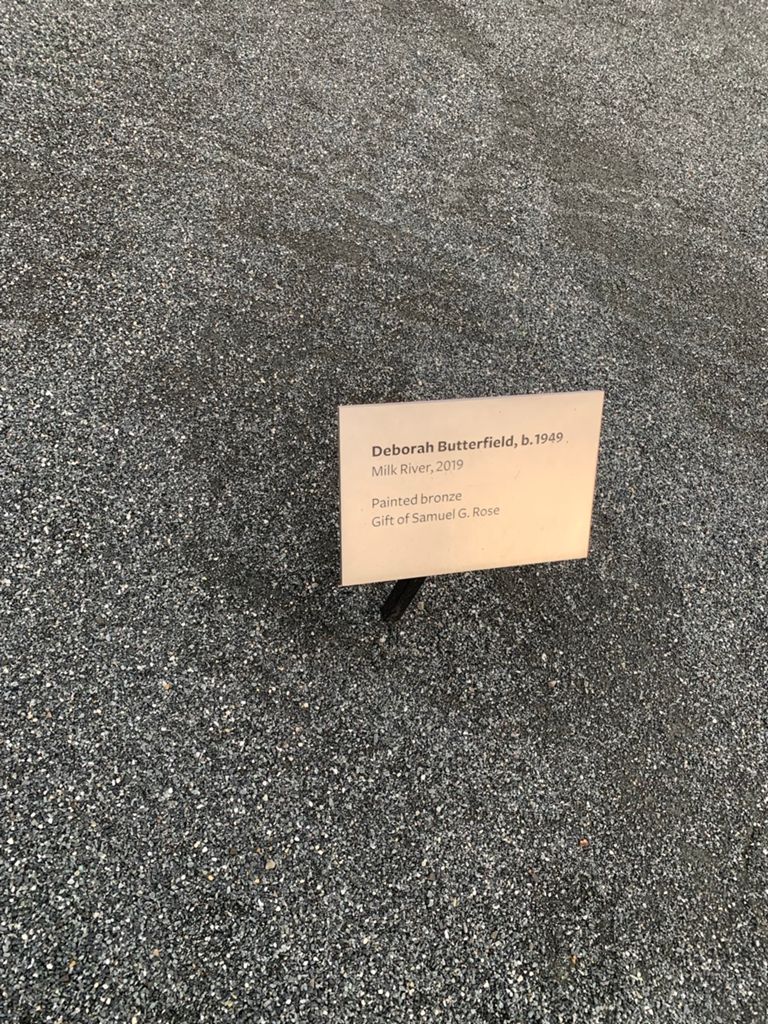 Deborah Butterfield, b. 1949
Milk River, 2019
Painted bronze
Gift of Samuel G. Rose